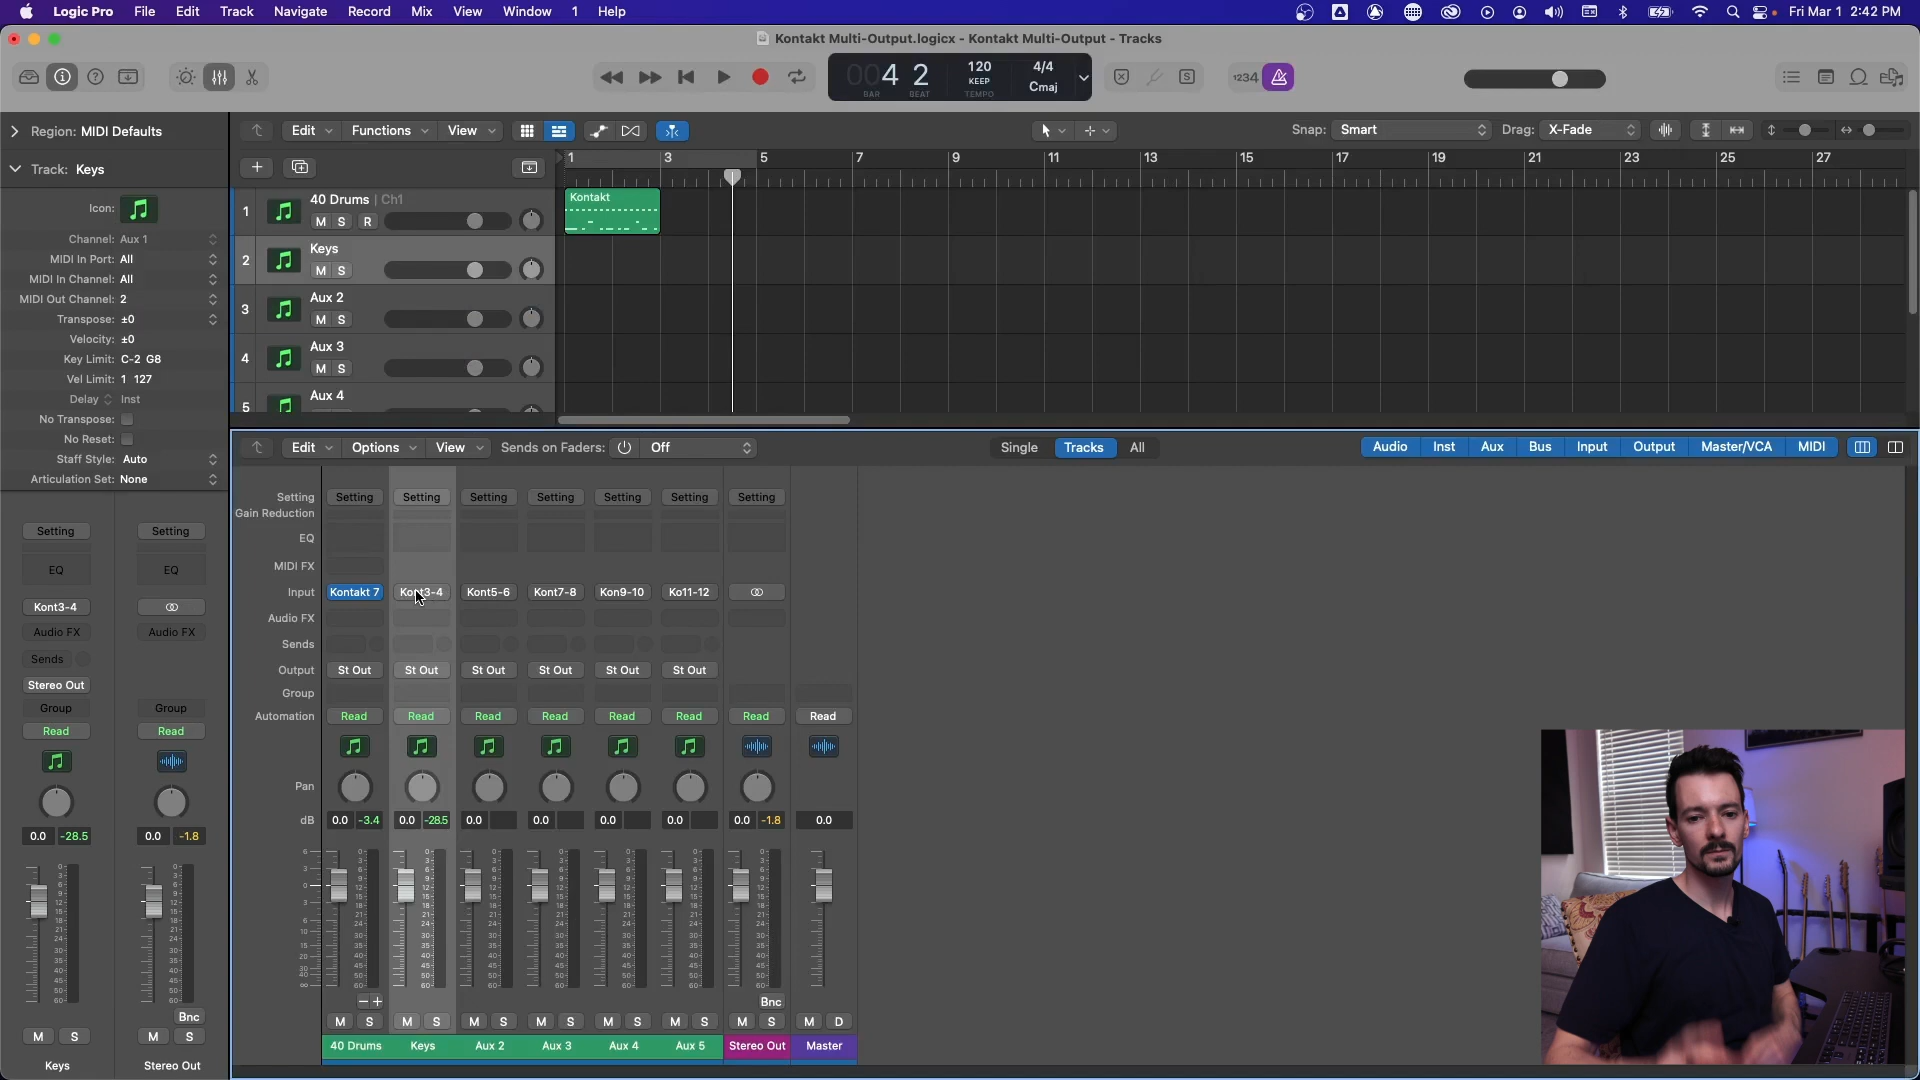 Logic Pro File Edit Track Navigate Record Mix View Window 1 Help
Fri Mar 1 2:42 PM
Kontakt Multi-Output.logicx - Kontakt Multi-Output - Tracks
004 2
BAR BEAT
120
KEEP
TEMPO
4/4
Cmaj
S
1234
Region: MIDI Defaults
Edit Functions View
Snap: Smart
Drag: X-Fade
Track: Keys
1 3 5 7 9 11 13 15 17 19 21 23 25 27
Icon:
Channel: Aux 1
MIDI In Port: All
MIDI In Channel: All
MIDI Out Channel: 2
Transpose: ±0
Velocity: ±0
Key Limit: C-2 G8
Vel Limit: 1 127
Delay Inst
No Transpose:
No Reset:
Staff Style: Auto
Articulation Set: None
1 40 Drums | Ch1
M S R
Kontakt
2 Keys
M S
3 Aux 2
M S
4 Aux 3
M S
5 Aux 4
Edit Options View Sends on Faders: Off
Single Tracks All
Audio Inst Aux Bus Input Output Master/VCA MIDI
Setting Setting Setting Setting Setting Setting Setting Setting
Gain Reduction
EQ
MIDI FX
Input Kontakt 7 Kont3-4 Kont5-6 Kont7-8 Kon9-10 Ko11-12
Audio FX
Sends
Output St Out St Out St Out St Out St Out St Out
Group
Automation Read Read Read Read Read Read Read Read
Pan
dB 0.0 -3.4 0.0 -28.5 0.0 0.0 0.0 0.0 0.0 -1.8 0.0
Bnc
M S M S M S M S M S M S M S M D
40 Drums Keys Aux 2 Aux 3 Aux 4 Aux 5 Stereo Out Master
Setting Setting
EQ EQ
Kont3-4
Audio FX Audio FX
Sends
Stereo Out
Group Group
Read Read
0.0 -28.5 0.0 -1.8
Bnc
M S M S
Keys Stereo Out